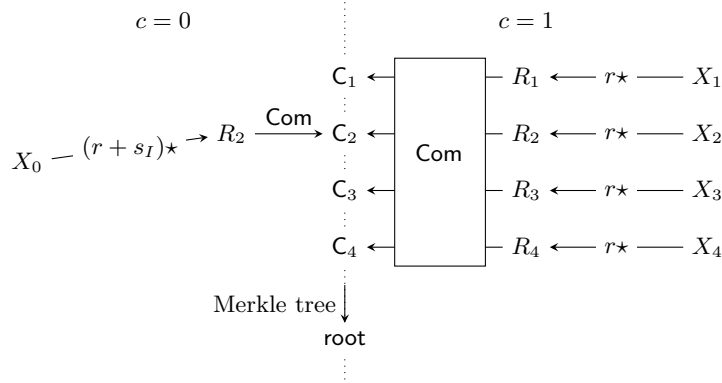 c = 0 c = 1
C₁ R₁ r⋆ X₁
X₀ (r + s_I)⋆ R₂ Com C₂ Com R₂ r⋆ X₂
C₃ R₃ r⋆ X₃
C₄ R₄ r⋆ X₄
Merkle tree
root